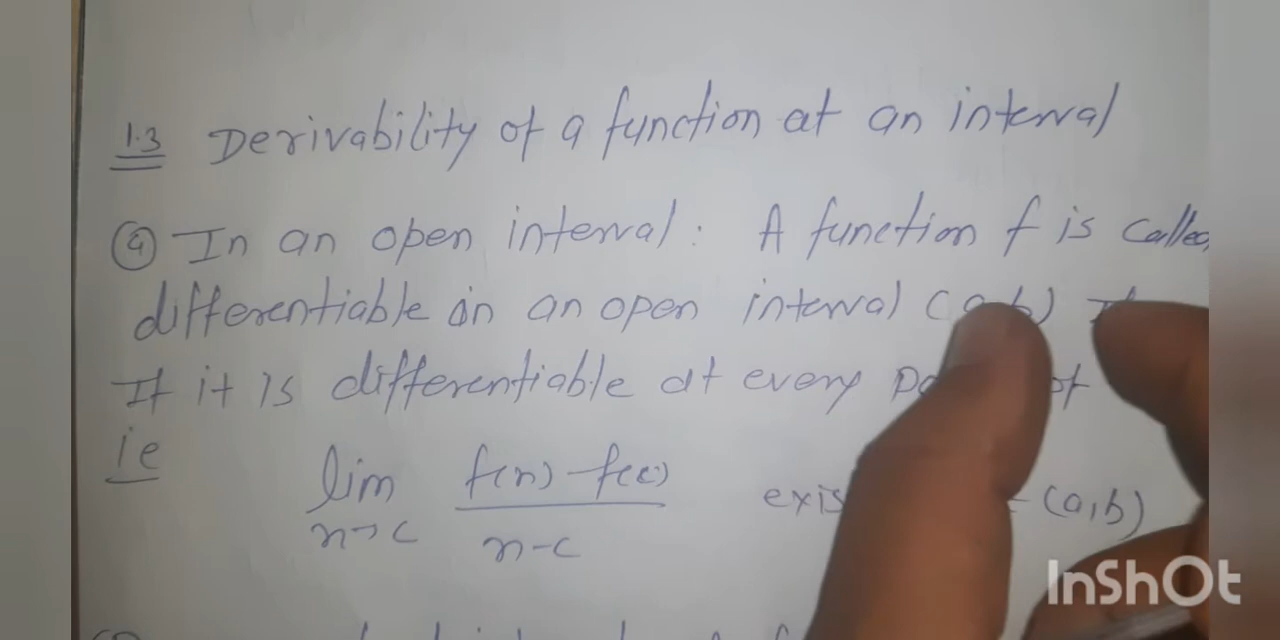 1.3 Derivability of a function at an interval
(a) In an open interval: A function f is called
differentiable in an open interval (a,b)
If it is differentiable at every of
ie
lim f(x) - f(c)
x→c x-c
(a,b)
InShOt